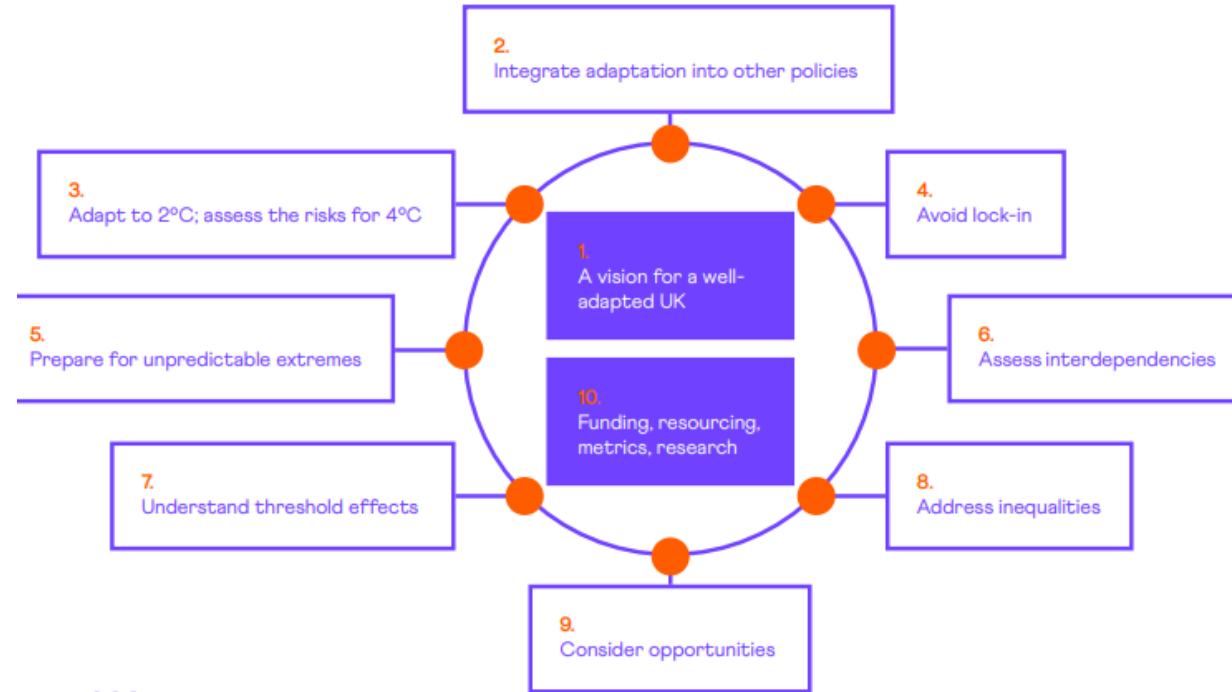 2.
Integrate adaptation into other policies
3.
Adapt to 2°C; assess the risks for 4°C
4.
Avoid lock-in
1.
A vision for a well-
adapted UK
5.
Prepare for unpredictable extremes
6.
Assess interdependencies
10.
Funding, resourcing,
metrics, research
7.
Understand threshold effects
8.
Address inequalities
9.
Consider opportunities